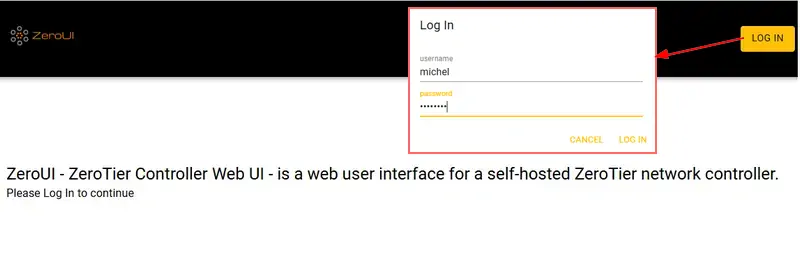 ZeroUI
Log In
LOG IN
username
michel
password
••••••••
CANCEL LOG IN
ZeroUI - ZeroTier Controller Web UI - is a web user interface for a self-hosted ZeroTier network controller.
Please Log In to continue